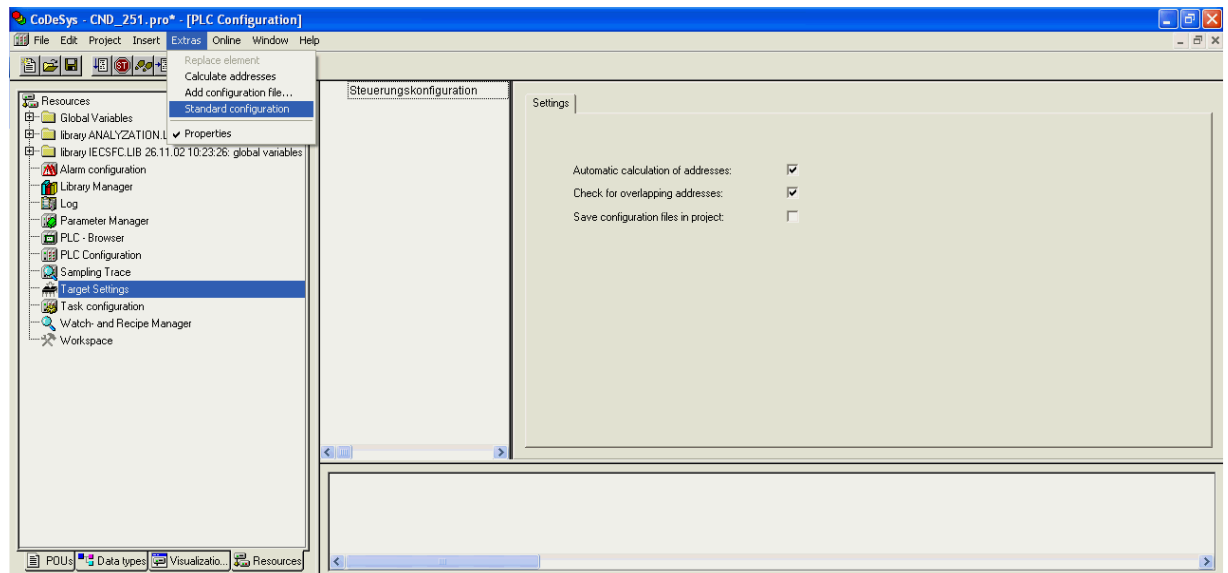 CoDeSys - CND_251.pro* - [PLC Configuration]
File Edit Project Insert Extras Online Window Help
Replace element
Calculate addresses
Add configuration file...
Standard configuration
Properties
Resources
Global Variables
library ANALYZATION.L
library IECSFC.LIB 26.11.02 10:23:26: global variables
Alarm configuration
Library Manager
Log
Parameter Manager
PLC - Browser
PLC Configuration
Sampling Trace
Target Settings
Task configuration
Watch- and Recipe Manager
Workspace
POUs Data types Visualizatio... Resources
Steuerungskonfiguration
Settings
Automatic calculation of addresses:
Check for overlapping addresses:
Save configuration files in project: